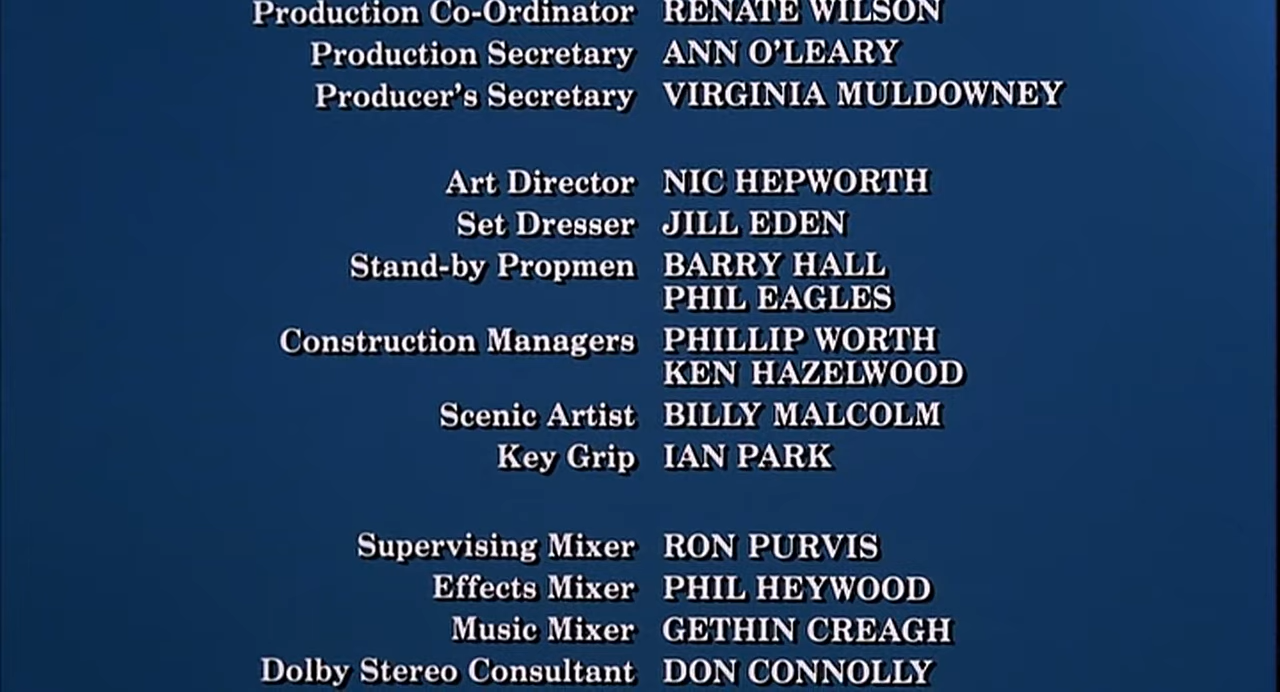 Production Co-Ordinator RENATE WILSON
Production Secretary ANN O'LEARY
Producer's Secretary VIRGINIA MULDOWNEY
Art Director NIC HEPWORTH
Set Dresser JILL EDEN
Stand-by Propmen BARRY HALL
PHIL EAGLES
Construction Managers PHILLIP WORTH
KEN HAZELWOOD
Scenic Artist BILLY MALCOLM
Key Grip IAN PARK
Supervising Mixer RON PURVIS
Effects Mixer PHIL HEYWOOD
Music Mixer GETHIN CREAGH
Dolby Stereo Consultant DON CONNOLLY